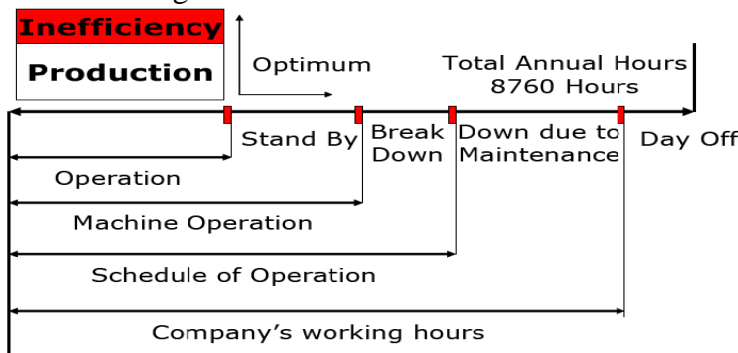 Inefficiency
Production
Optimum
Total Annual Hours
8760 Hours
Stand By
Break
Down
Down due to
Maintenance
Day Off
Operation
Machine Operation
Schedule of Operation
Company's working hours